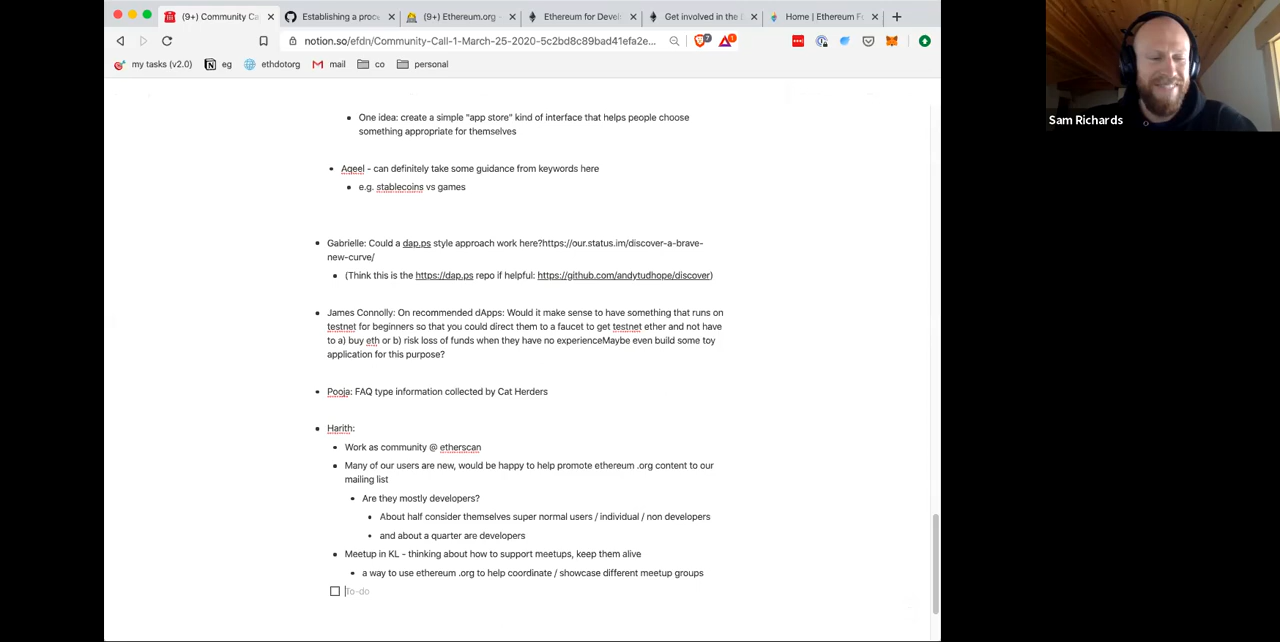 (9+) Community Ca
Establishing a proce
(9+) Ethereum.org -
Ethereum for Develo
Get involved in the E
Home | Ethereum Fo
notion.so/efdn/Community-Call-1-March-25-2020-5c2bd8c89bad41efa2e...
7
1
my tasks (v2.0)
eg
ethdotorg
mail
co
personal
One idea: create a simple "app store" kind of interface that helps people choose
something appropriate for themselves
Aqeel - can definitely take some guidance from keywords here
e.g. stablecoins vs games
Gabrielle: Could a dap.ps style approach work here?https://our.status.im/discover-a-brave-
new-curve/
(Think this is the https://dap.ps repo if helpful: https://github.com/andytudhope/discover)
James Connolly: On recommended dApps: Would it make sense to have something that runs on
testnet for beginners so that you could direct them to a faucet to get testnet ether and not have
to a) buy eth or b) risk loss of funds when they have no experienceMaybe even build some toy
application for this purpose?
Pooja: FAQ type information collected by Cat Herders
Harith:
Work as community @ etherscan
Many of our users are new, would be happy to help promote ethereum .org content to our
mailing list
Are they mostly developers?
About half consider themselves super normal users / individual / non developers
and about a quarter are developers
Meetup in KL - thinking about how to support meetups, keep them alive
a way to use ethereum .org to help coordinate / showcase different meetup groups
To-do
Sam Richards